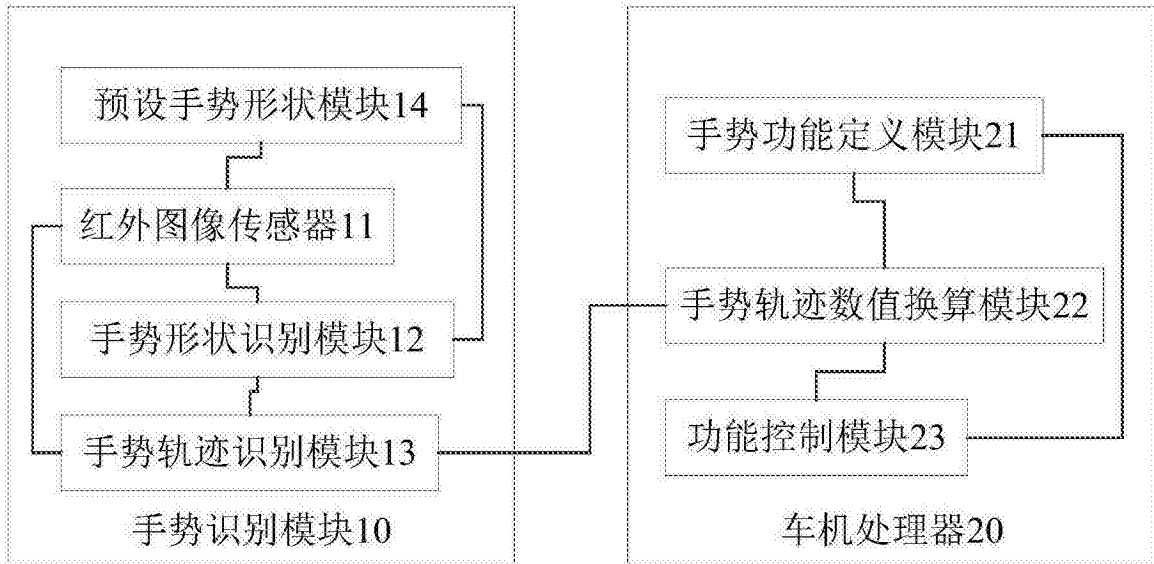 预设手势形状模块14
红外图像传感器11
手势形状识别模块12
手势轨迹识别模块13
手势识别模块10
手势功能定义模块21
手势轨迹数值换算模块22
功能控制模块23
车机处理器20